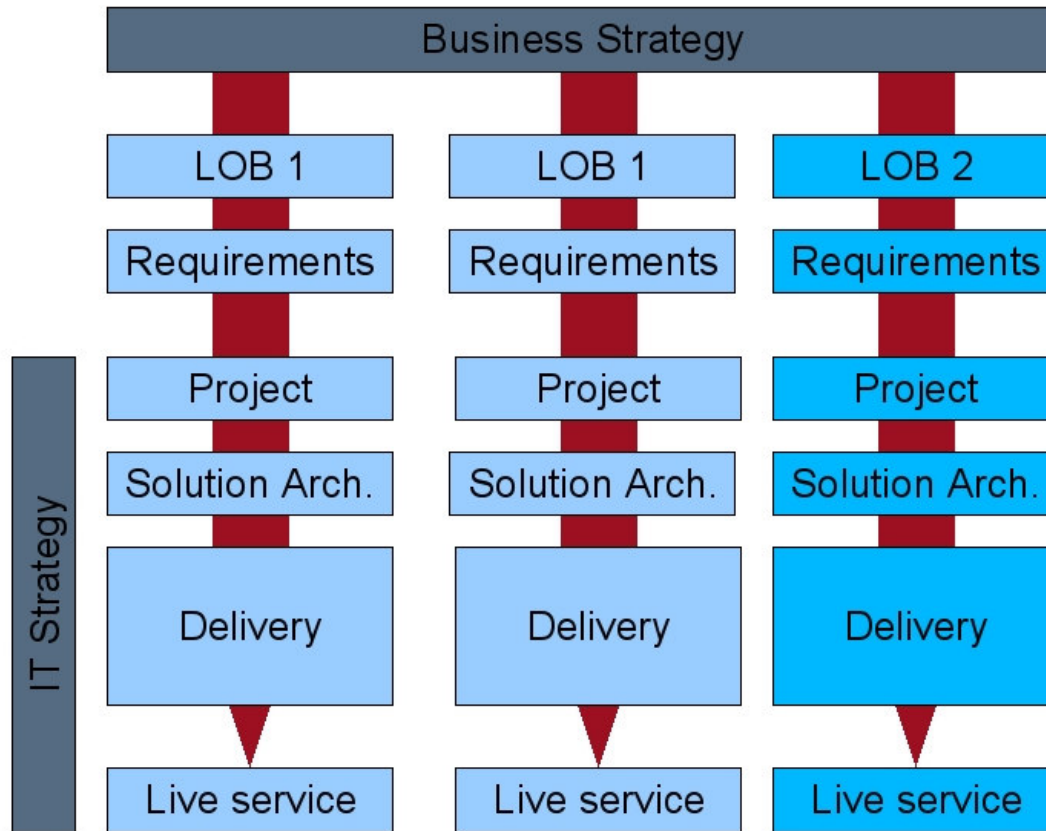 Business Strategy
LOB 1
LOB 1
LOB 2
Requirements
Requirements
Requirements
Project
Project
Project
Solution Arch.
Solution Arch.
Solution Arch.
IT Strategy
Delivery
Delivery
Delivery
Live service
Live service
Live service